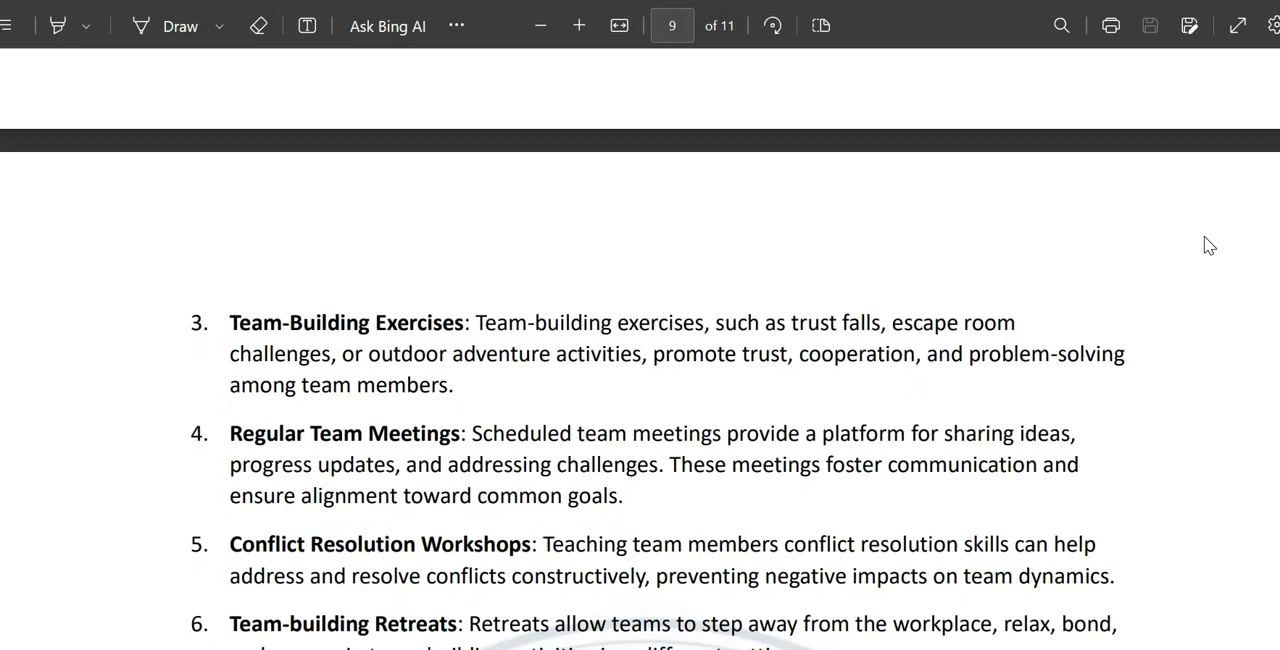 Draw
Ask Bing AI
9 of 11
3. Team-Building Exercises: Team-building exercises, such as trust falls, escape room
challenges, or outdoor adventure activities, promote trust, cooperation, and problem-solving
among team members.
4. Regular Team Meetings: Scheduled team meetings provide a platform for sharing ideas,
progress updates, and addressing challenges. These meetings foster communication and
ensure alignment toward common goals.
5. Conflict Resolution Workshops: Teaching team members conflict resolution skills can help
address and resolve conflicts constructively, preventing negative impacts on team dynamics.
6. Team-building Retreats: Retreats allow teams to step away from the workplace, relax, bond,